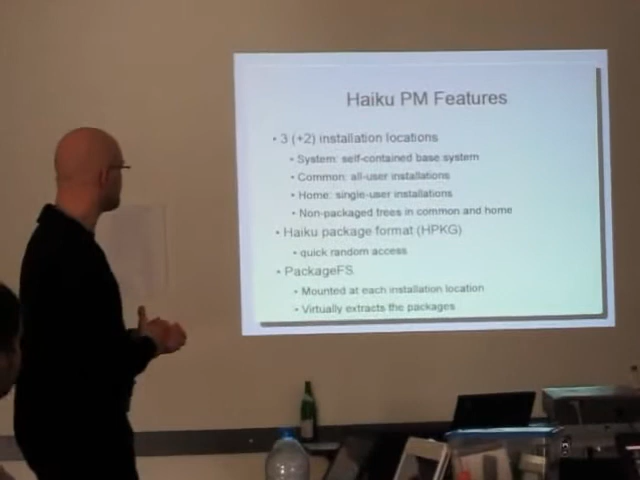 Haiku PM Features
• 3 (+2) installation locations
• System: self-contained base system
• Common: all-user installations
• Home: single-user installations
• Non-packaged trees in common and home
• Haiku package format (HPKG)
• quick random access
• PackageFS
• Mounted at each installation location
• Virtually extracts the packages